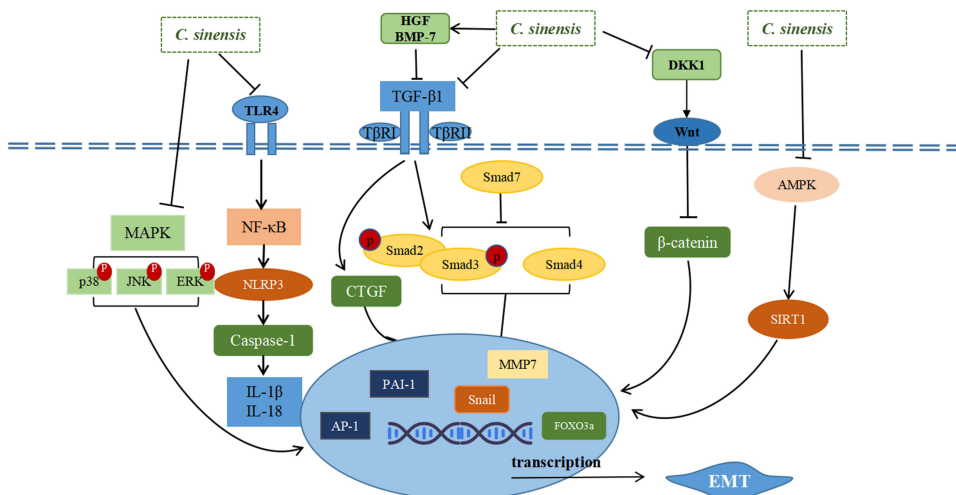 C. sinensis
HGF
BMP-7
C. sinensis
C. sinensis
DKK1
TLR4
TGF-β1
TβRI
TβRII
Wnt
Smad7
AMPK
MAPK
NF-κB
p
Smad2
Smad3
p
Smad4
β-catenin
p38
P
JNK
P
ERK
P
NLRP3
CTGF
SIRT1
Caspase-1
IL-1β
IL-18
MMP7
PAI-1
Snail
AP-1
FOXO3a
transcription
EMT